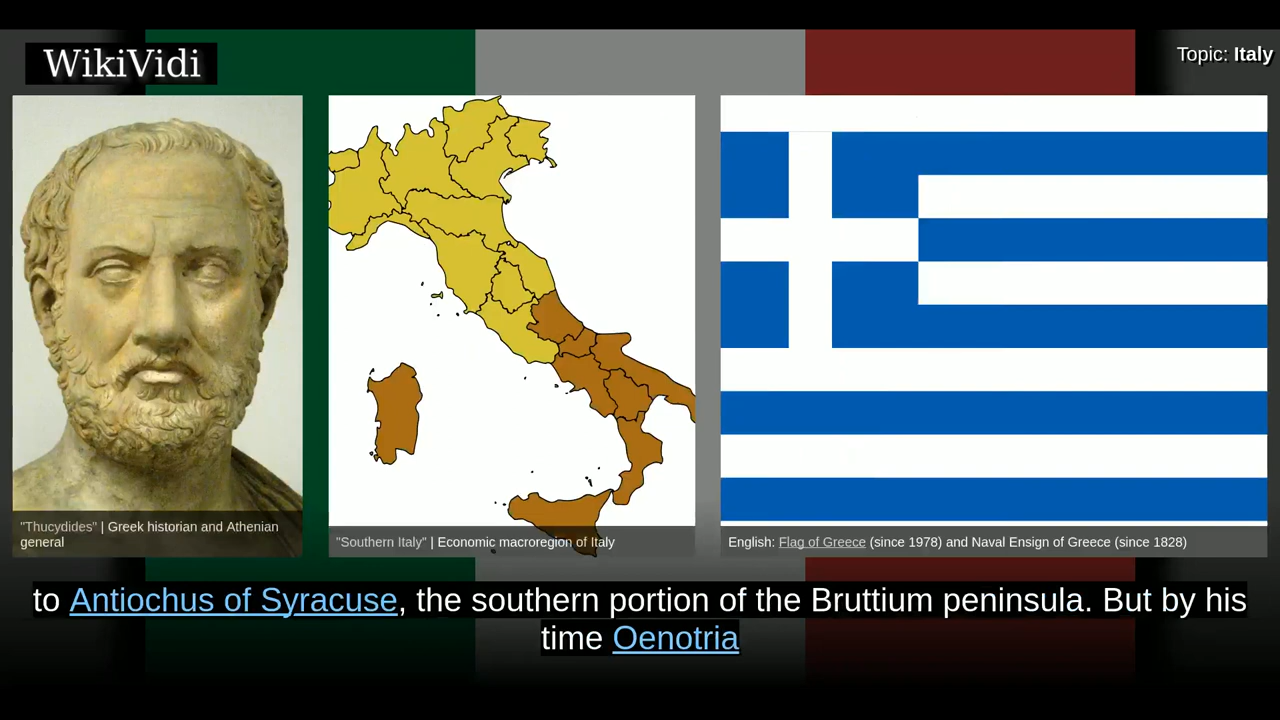 WikiVidi
Topic: Italy
"Thucydides" | Greek historian and Athenian
general
"Southern Italy" | Economic macroregion of Italy
English: Flag of Greece (since 1978) and Naval Ensign of Greece (since 1828)
to Antiochus of Syracuse, the southern portion of the Bruttium peninsula. But by his
time Oenotria